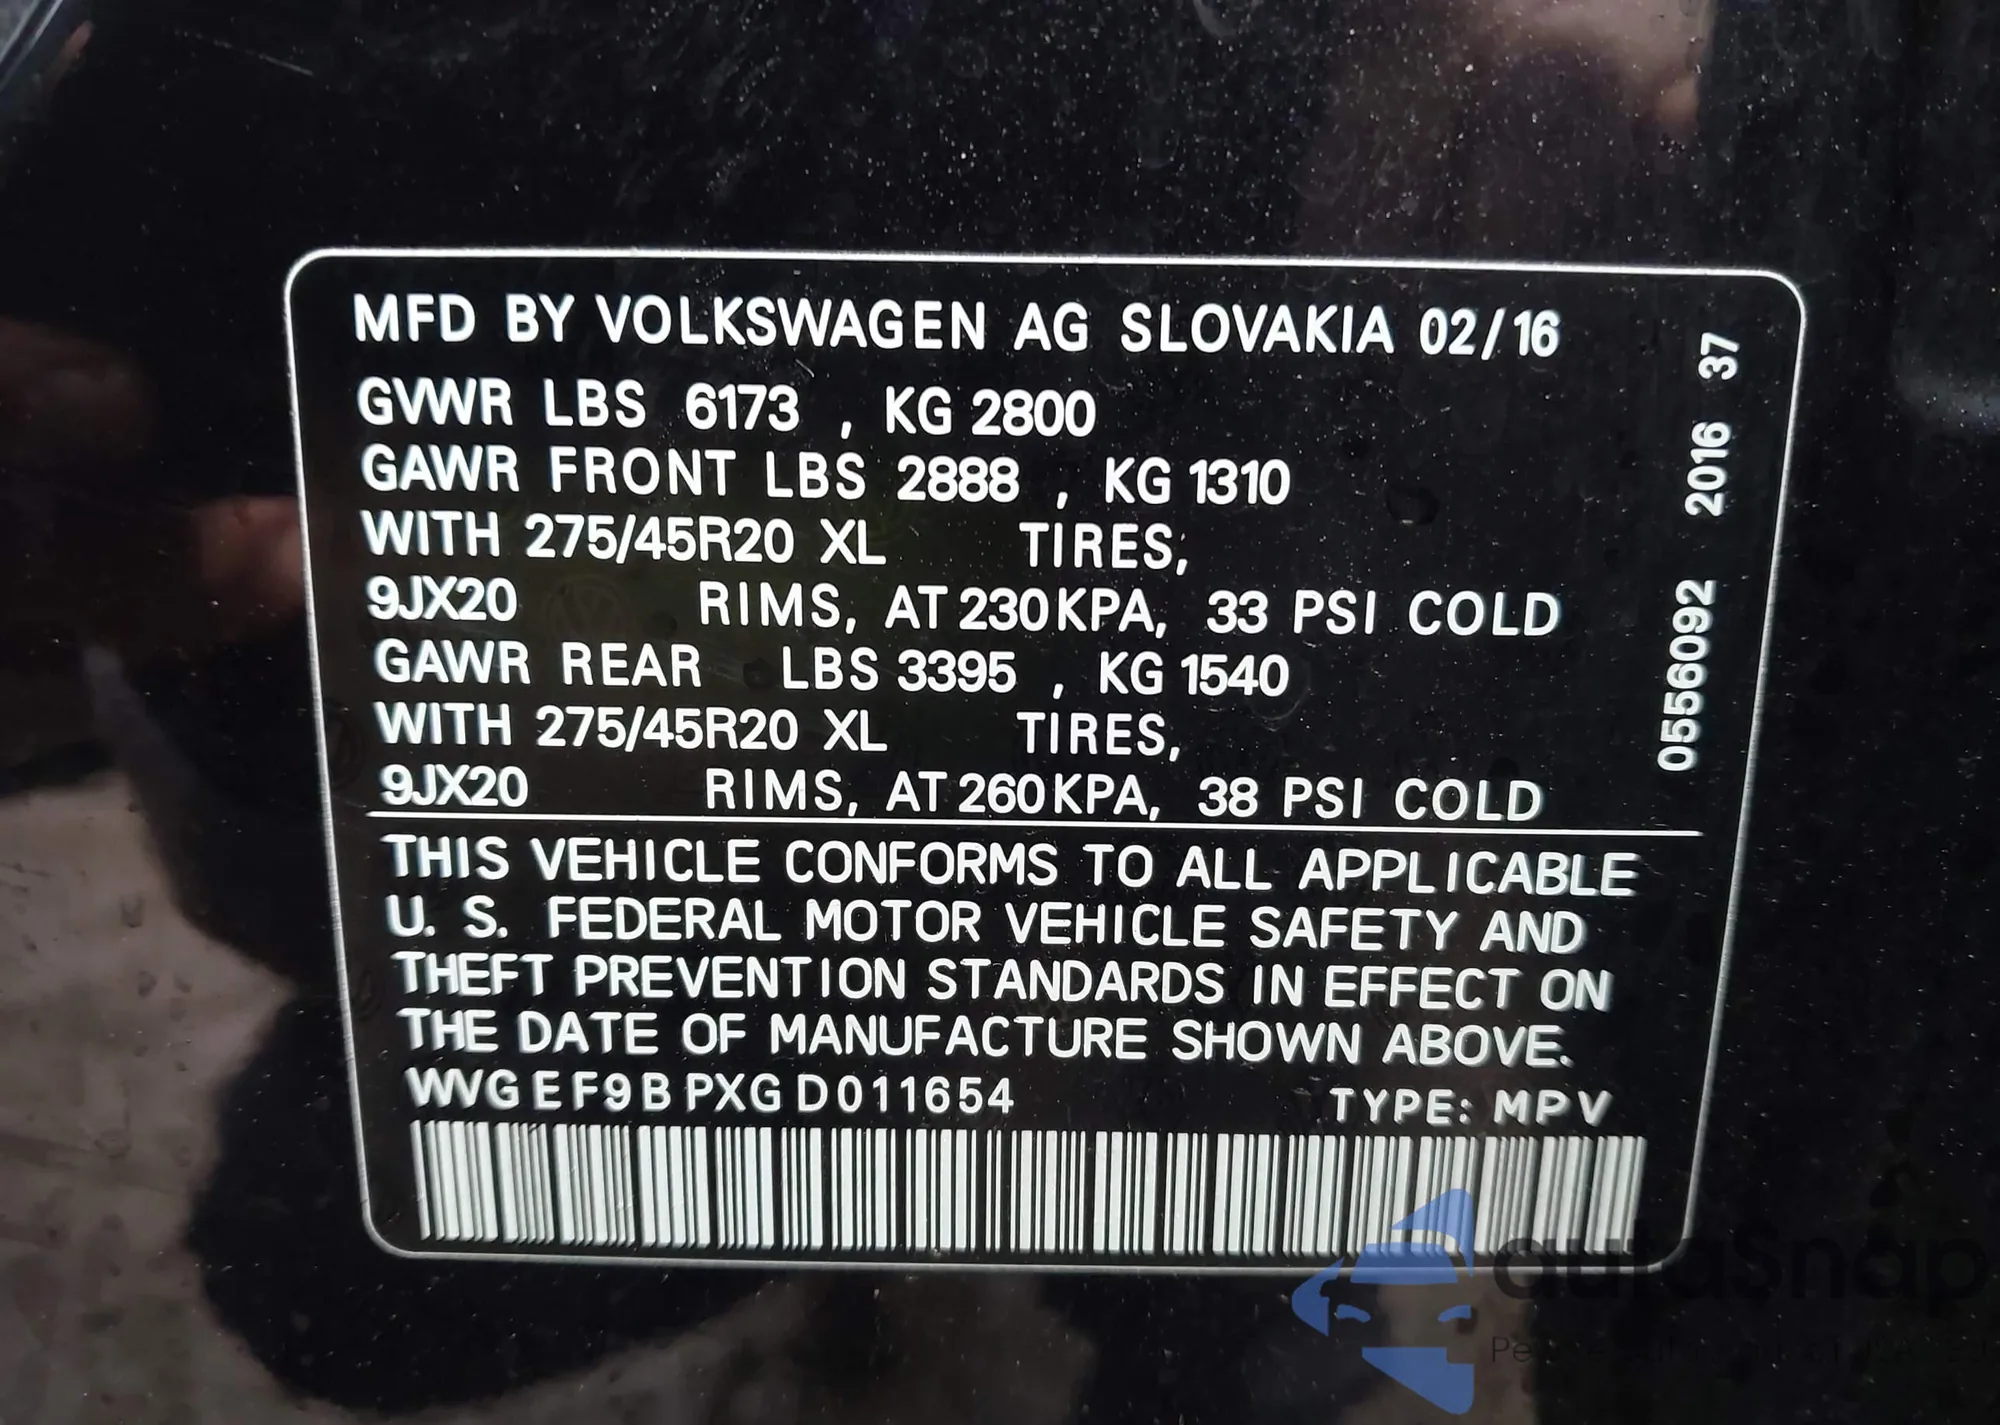 MFD BY VOLKSWAGEN AG SLOVAKIA 02/16
GVWR LBS 6173 , KG 2800
GAWR FRONT LBS 2888 , KG 1310
WITH 275/45R20 XL TIRES,
9JX20 RIMS, AT 230KPA, 33 PSI COLD
GAWR REAR LBS 3395 , KG 1540
WITH 275/45R20 XL TIRES,
9JX20 RIMS, AT 260KPA, 38 PSI COLD
THIS VEHICLE CONFORMS TO ALL APPLICABLE
U. S. FEDERAL MOTOR VEHICLE SAFETY AND
THEFT PREVENTION STANDARDS IN EFFECT ON
THE DATE OF MANUFACTURE SHOWN ABOVE.
WVGEF9BPXGD011654 TYPE: MPV
0556092 2016 37
auraSnap